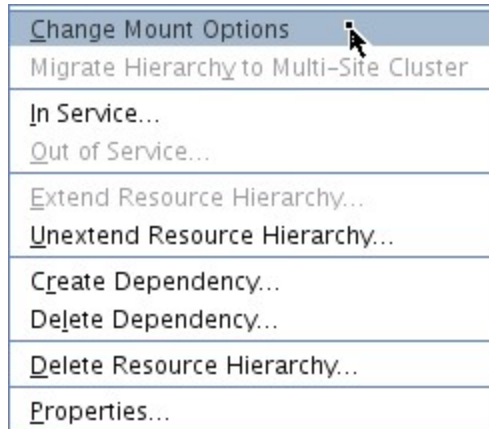 Change Mount Options
Migrate Hierarchy to Multi-Site Cluster
In Service...
Out of Service...
Extend Resource Hierarchy...
Unextend Resource Hierarchy...
Create Dependency...
Delete Dependency...
Delete Resource Hierarchy...
Properties...